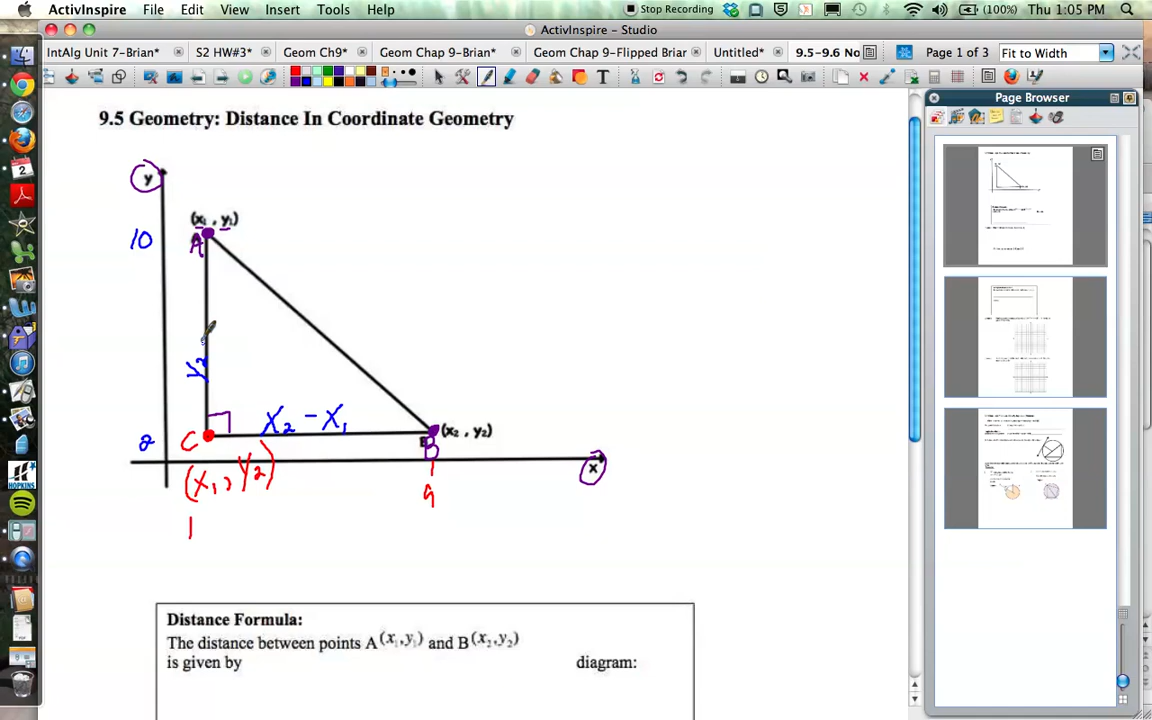 ActivInspire File Edit View Insert Tools Help Stop Recording (100%) Thu 1:05 PM
ActivInspire - Studio
IntAlg Unit 7-Brian* S2 HW#3* Geom Ch9* Geom Chap 9-Brian* Geom Chap 9-Flipped Briar Untitled* 9.5-9.6 No Page 1 of 3 Fit to Width
Page Browser
9.5 Geometry: Distance In Coordinate Geometry
y
(x₁ , y₁)
10
A
y₂
X₂ - X₁
(x₂ , y₂)
2
C
B
B
x
(X₁, Y₂)
9
1
Distance Formula:
The distance between points A(x₁,y₁) and B(x₂,y₂)
is given by diagram: